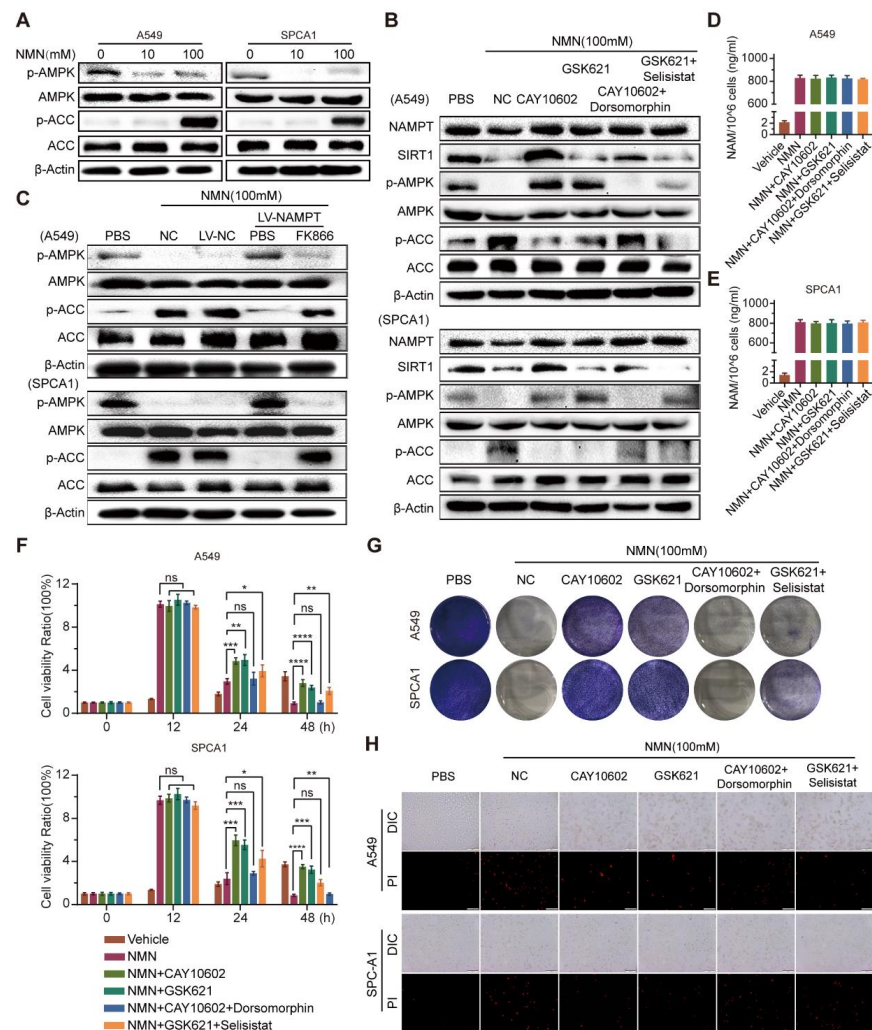 A
A549
SPCA1
NMN(mM) 0 10 100 0 10 100
p-AMPK
AMPK
p-ACC
ACC
β-Actin
B
NMN(100mM)
GSK621 GSK621+
Selisistat
(A549) PBS NC CAY10602 CAY10602+
Dorsomorphin
NAMPT
SIRT1
p-AMPK
AMPK
p-ACC
ACC
β-Actin
(SPCA1)
NAMPT
SIRT1
p-AMPK
AMPK
p-ACC
ACC
β-Actin
C
NMN(100mM)
LV-NAMPT
(A549) PBS NC LV-NC PBS FK866
p-AMPK
AMPK
p-ACC
ACC
β-Actin
(SPCA1)
p-AMPK
AMPK
p-ACC
ACC
β-Actin
D
A549
NAM/10^6 cells (ng/ml)
1000
800
600
4
2
0
Vehicle
NMN
NMN+CAY10602
NMN+GSK621
NMN+CAY10602+Dorsomorphin
NMN+GSK621+Selisistat
E
SPCA1
NAM/10^6 cells (ng/ml)
1000
800
600
2
1
0
Vehicle
NMN
NMN+CAY10602
NMN+GSK621
NMN+CAY10602+Dorsomorphin
NMN+GSK621+Selisistat
F
A549
Cell viability Ratio(100%)
12
8
4
0
ns
*
ns
**
***
**
ns
****
****
0 12 24 48 (h)
SPCA1
Cell viability Ratio(100%)
12
8
4
0
ns
*
ns
***
***
**
ns
***
****
0 12 24 48 (h)
Vehicle
NMN
NMN+CAY10602
NMN+GSK621
NMN+CAY10602+Dorsomorphin
NMN+GSK621+Selisistat
G
NMN(100mM)
PBS NC CAY10602 GSK621 CAY10602+
Dorsomorphin GSK621+
Selisistat
A549
SPCA1
H
NMN(100mM)
PBS NC CAY10602 GSK621 CAY10602+
Dorsomorphin GSK621+
Selisistat
A549
DIC
PI
SPC-A1
DIC
PI